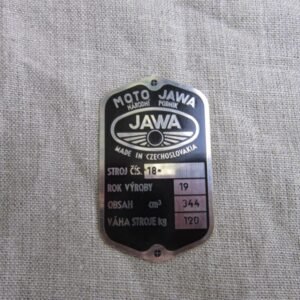 MOTO JAWA
NÁRODNÍ PODNIK
JAWA
MADE IN CZECHOSLOVAKIA
STROJ ČÍS. -18-
ROK VÝROBY 19
OBSAH cm³ 344
VÁHA STROJE kg 120